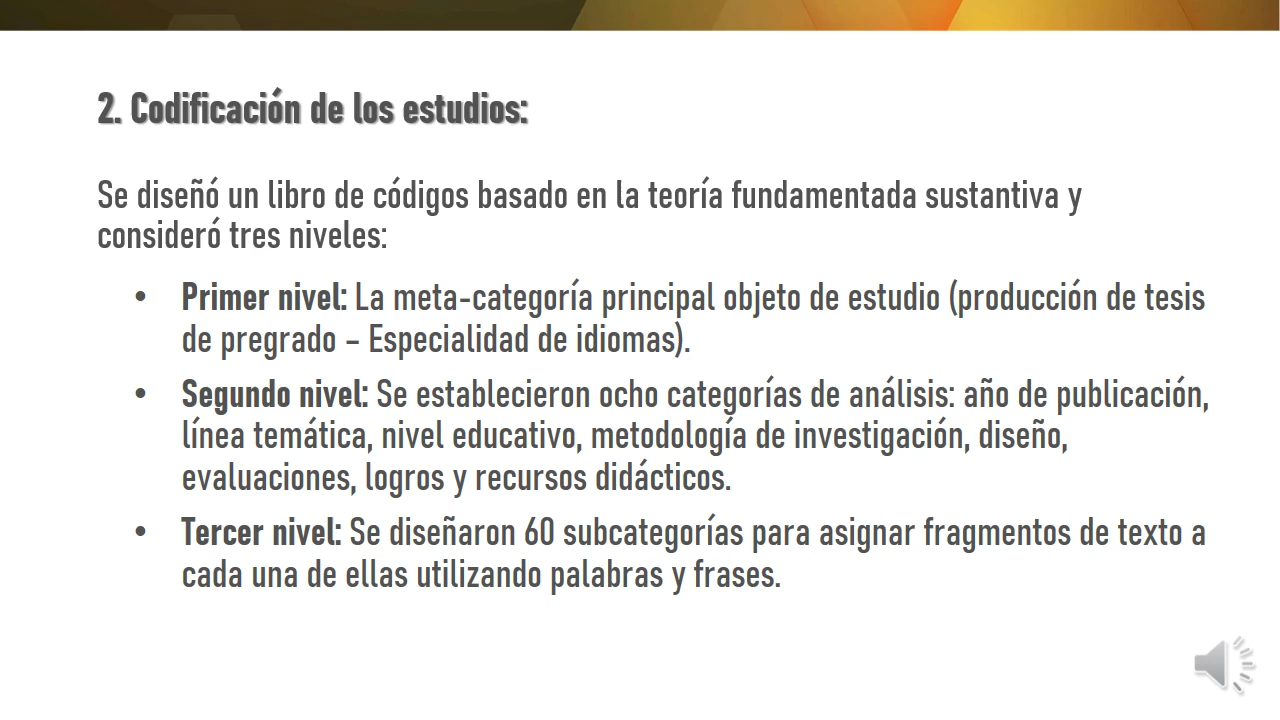 2. Codificación de los estudios:
Se diseñó un libro de códigos basado en la teoría fundamentada sustantiva y
consideró tres niveles:
• Primer nivel: La meta-categoría principal objeto de estudio (producción de tesis
de pregrado – Especialidad de idiomas).
• Segundo nivel: Se establecieron ocho categorías de análisis: año de publicación,
línea temática, nivel educativo, metodología de investigación, diseño,
evaluaciones, logros y recursos didácticos.
• Tercer nivel: Se diseñaron 60 subcategorías para asignar fragmentos de texto a
cada una de ellas utilizando palabras y frases.